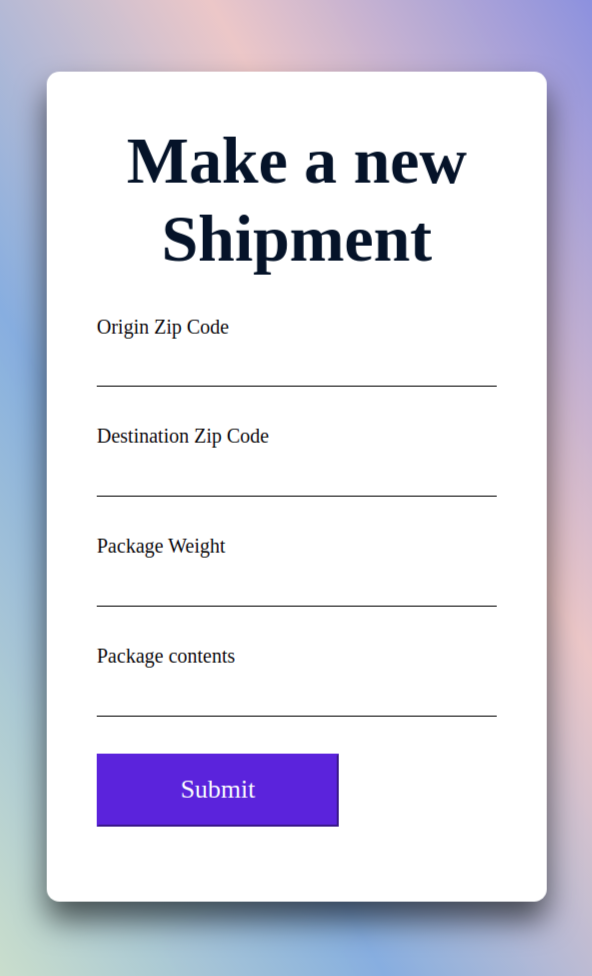 Make a new
Shipment
Origin Zip Code
Destination Zip Code
Package Weight
Package contents
Submit